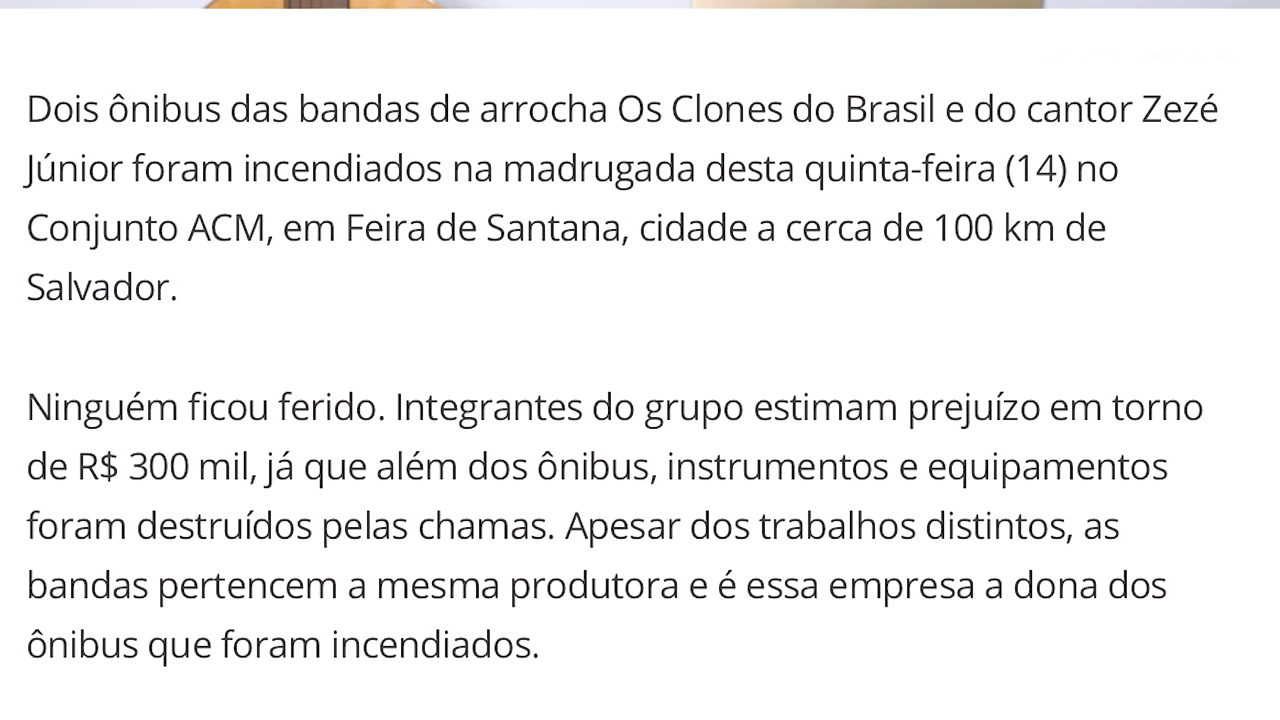 Dois ônibus das bandas de arrocha Os Clones do Brasil e do cantor Zezé
Júnior foram incendiados na madrugada desta quinta-feira (14) no
Conjunto ACM, em Feira de Santana, cidade a cerca de 100 km de
Salvador.
Ninguém ficou ferido. Integrantes do grupo estimam prejuízo em torno
de R$ 300 mil, já que além dos ônibus, instrumentos e equipamentos
foram destruídos pelas chamas. Apesar dos trabalhos distintos, as
bandas pertencem a mesma produtora e é essa empresa a dona dos
ônibus que foram incendiados.